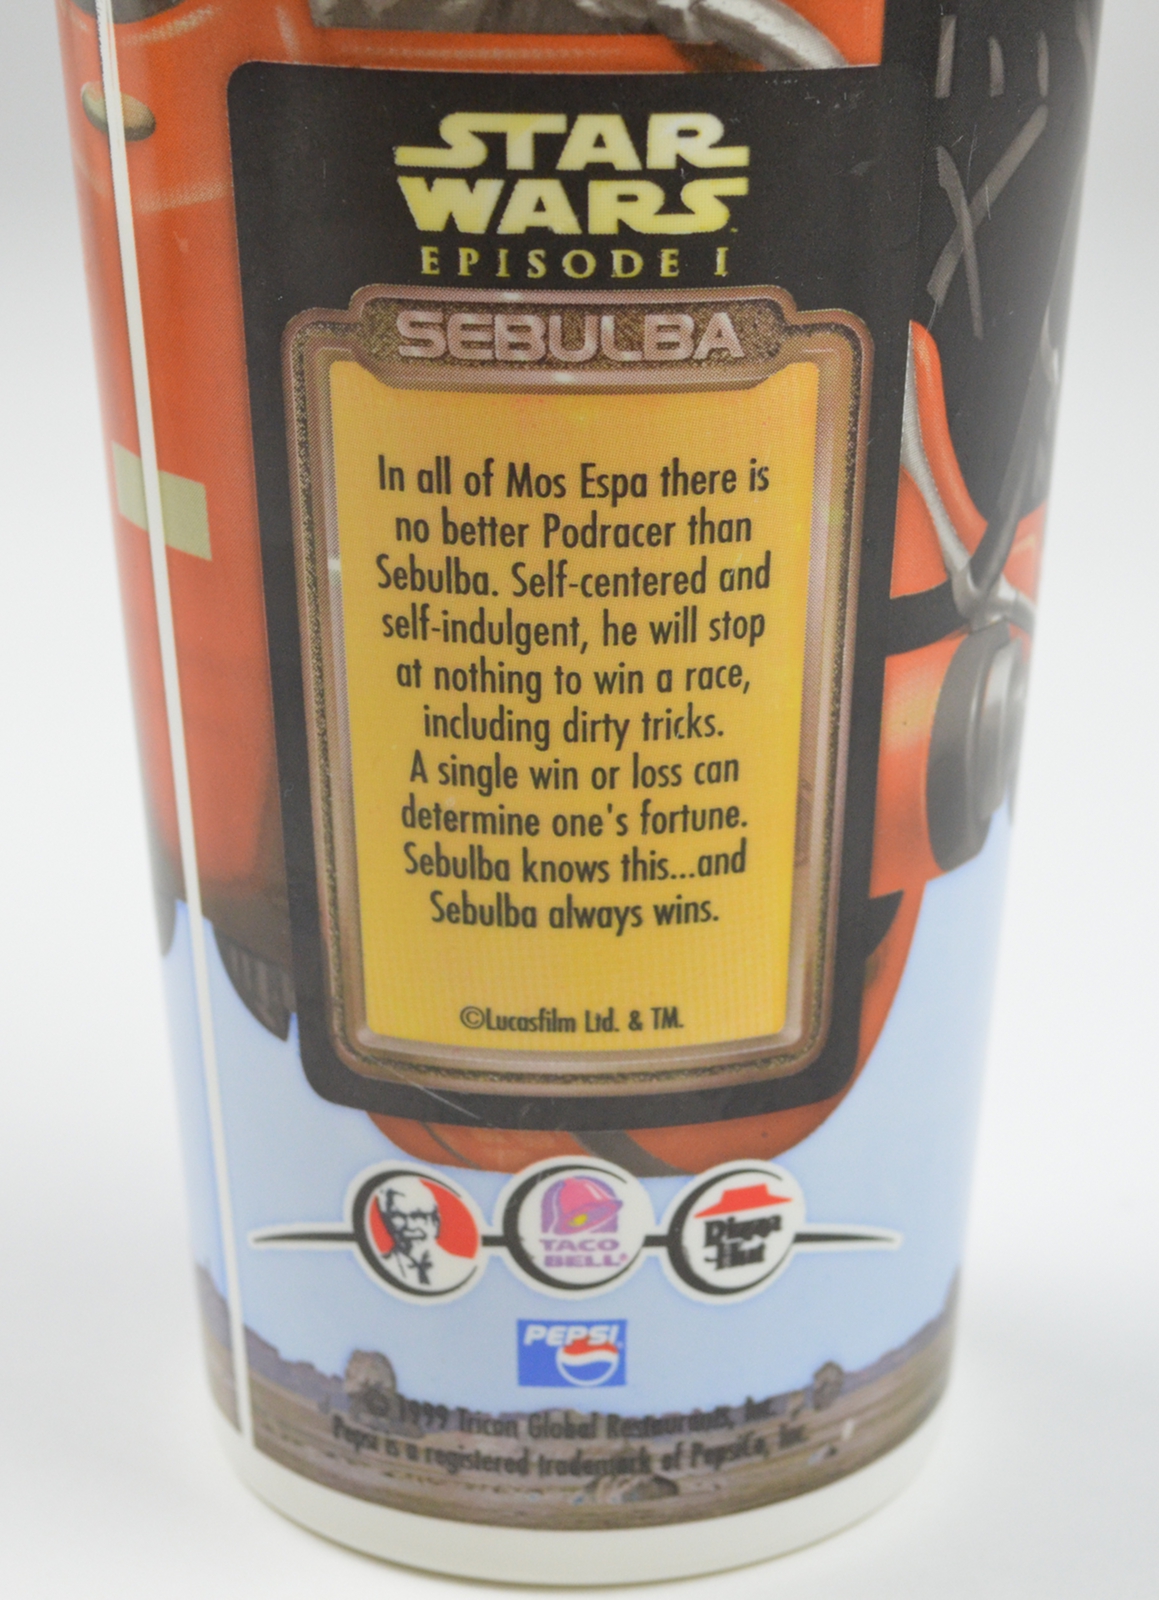 STAR
WARS
EPISODE I
SEBULBA
In all of Mos Espa there is
no better Podracer than
Sebulba. Self-centered and
self-indulgent, he will stop
at nothing to win a race,
including dirty tricks.
A single win or loss can
determine one's fortune.
Sebulba knows this...and
Sebulba always wins.
©Lucasfilm Ltd. & TM.
TACO
BELL®
Pizza
Hut
PEPSI
© 1999 Tricon Global Restaurants, Inc.
Pepsi is a registered trademark of PepsiCo, Inc.